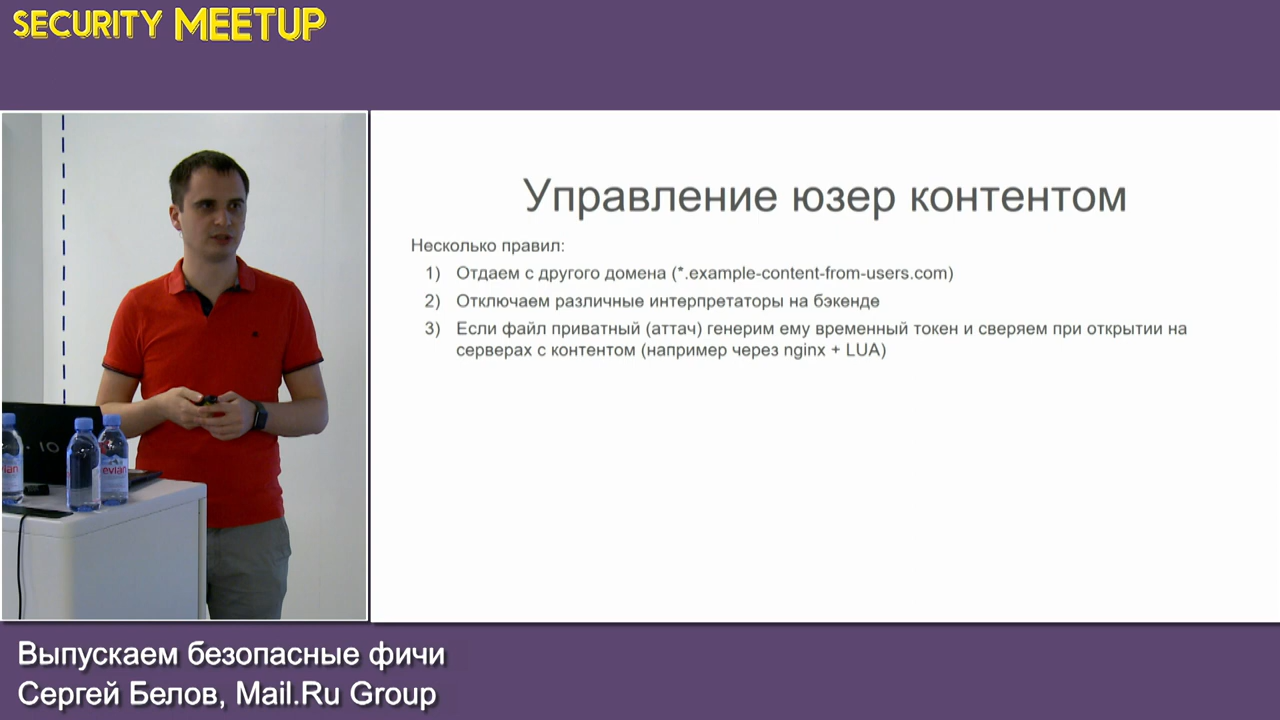 SECURITY MEETUP
Управление юзер контентом
Несколько правил:
1) Отдаем с другого домена (*.example-content-from-users.com)
2) Отключаем различные интерпретаторы на бэкенде
3) Если файл приватный (аттач) генерим ему временный токен и сверяем при открытии на
серверах с контентом (например через nginx + LUA)
evian
Выпускаем безопасные фичи
Сергей Белов, Mail.Ru Group